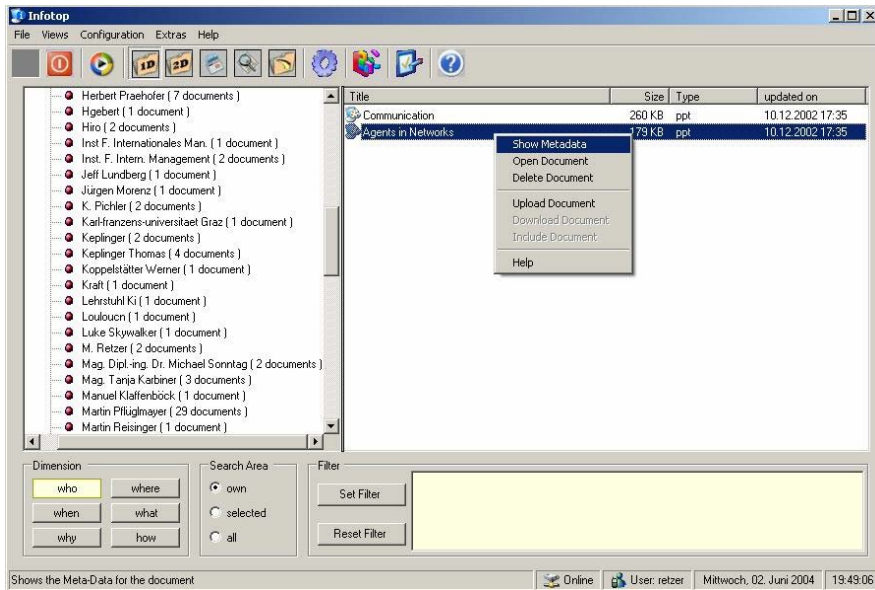 Infotop
File Views Configuration Extras Help
1D 2D
Herbert Praehofer ( 7 documents )
Hgebert ( 1 document )
Hiro ( 2 documents )
Inst F. Internationales Man. ( 1 document )
Inst. F. Intern. Management ( 2 documents )
Jeff Lundberg ( 1 document )
Jürgen Morenz ( 1 document )
K. Pichler ( 2 documents )
Karl-franzens-universitaet Graz ( 1 document )
Keplinger ( 2 documents )
Keplinger Thomas ( 4 documents )
Koppelstätter Werner ( 1 document )
Kraft ( 1 document )
Lehrstuhl Ki ( 1 document )
Louloucn ( 1 document )
Luke Skywalker ( 1 document )
M. Retzer ( 2 documents )
Mag. Dipl.-ing. Dr. Michael Sonntag ( 2 documents )
Mag. Tanja Karbiner ( 3 documents )
Manuel Klaffenböck ( 1 document )
Martin Pflüglmayer ( 29 documents )
Martin Reisinger ( 1 document )
Title Size Type updated on
Communication 260 KB ppt 10.12.2002 17:35
Agents in Networks 179 KB ppt 10.12.2002 17:35
Show Metadata
Open Document
Delete Document
Upload Document
Download Document
Include Document
Help
Dimension
who where
when what
why how
Search Area
own
selected
all
Filter
Set Filter
Reset Filter
Shows the Meta-Data for the document Online User: retzer Mittwoch, 02. Juni 2004 19:49:06